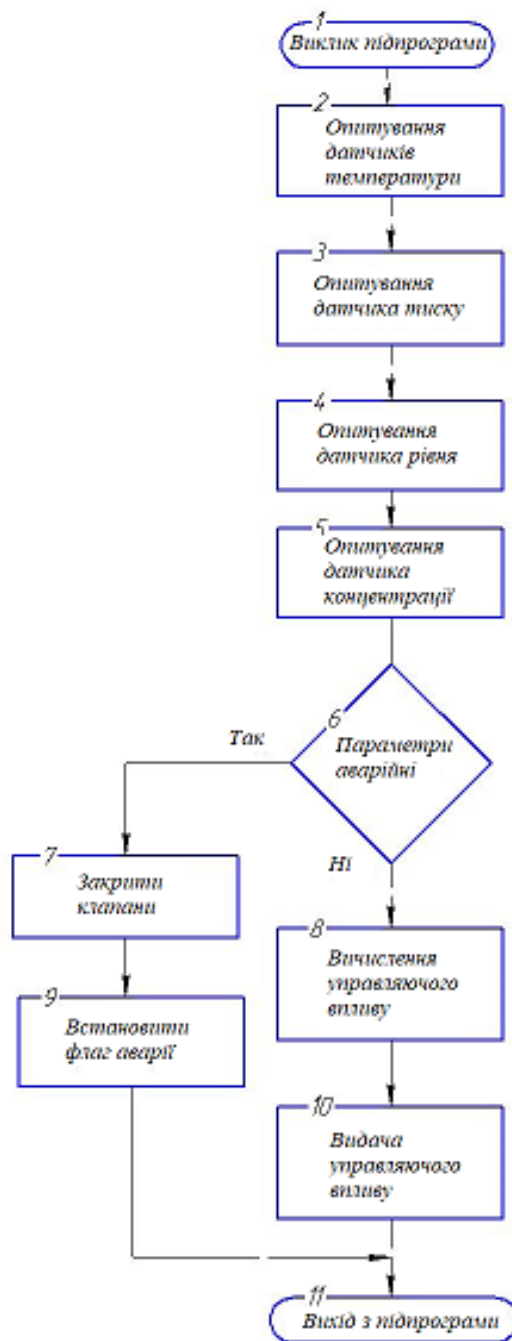 1
Виклик підпрограми
2
Опитування
датчиків
температури
3
Опитування
датчика тиску
4
Опитування
датчика рівня
5
Опитування
датчика
концентрації
6
Параметри
аварійні
Так
Ні
7
Закрити
клапани
8
Вичислення
управляючого
впливу
9
Встановити
флаг аварії
10
Видача
управляючого
впливу
11
Вихід з підпрограми